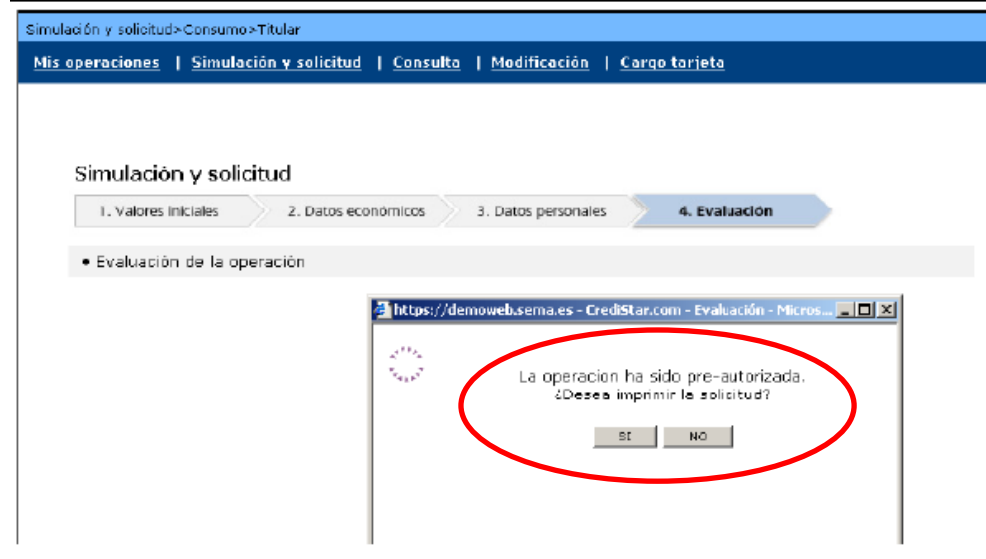 Simulación y solicitud>Consumo>Titular
Mis operaciones | Simulación y solicitud | Consulta | Modificación | Cargo tarjeta
Simulación y solicitud
1. Valores iniciales 2. Datos económicos 3. Datos personales 4. Evaluación
• Evaluación de la operación
https://demoweb.sema.es - CrediStar.com - Evaluación - Micros...
La operacion ha sido pre-autorizada.
¿Desea imprimir la solicitud?
SI NO